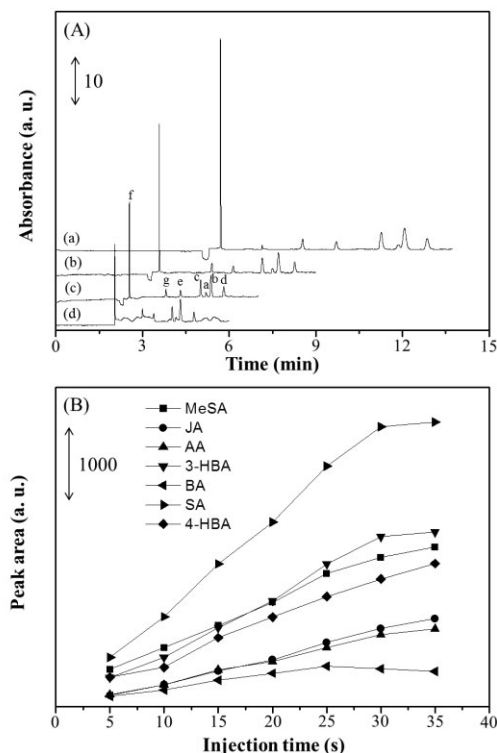 (A)
10
Absorbance (a. u.)
f
(a)
(b)
(c)
g e c a b d
(d)
0 3 6 9 12 15
Time (min)
(B)
1000
MeSA
JA
AA
3-HBA
BA
SA
4-HBA
Peak area (a. u.)
0 5 10 15 20 25 30 35 40
Injection time (s)